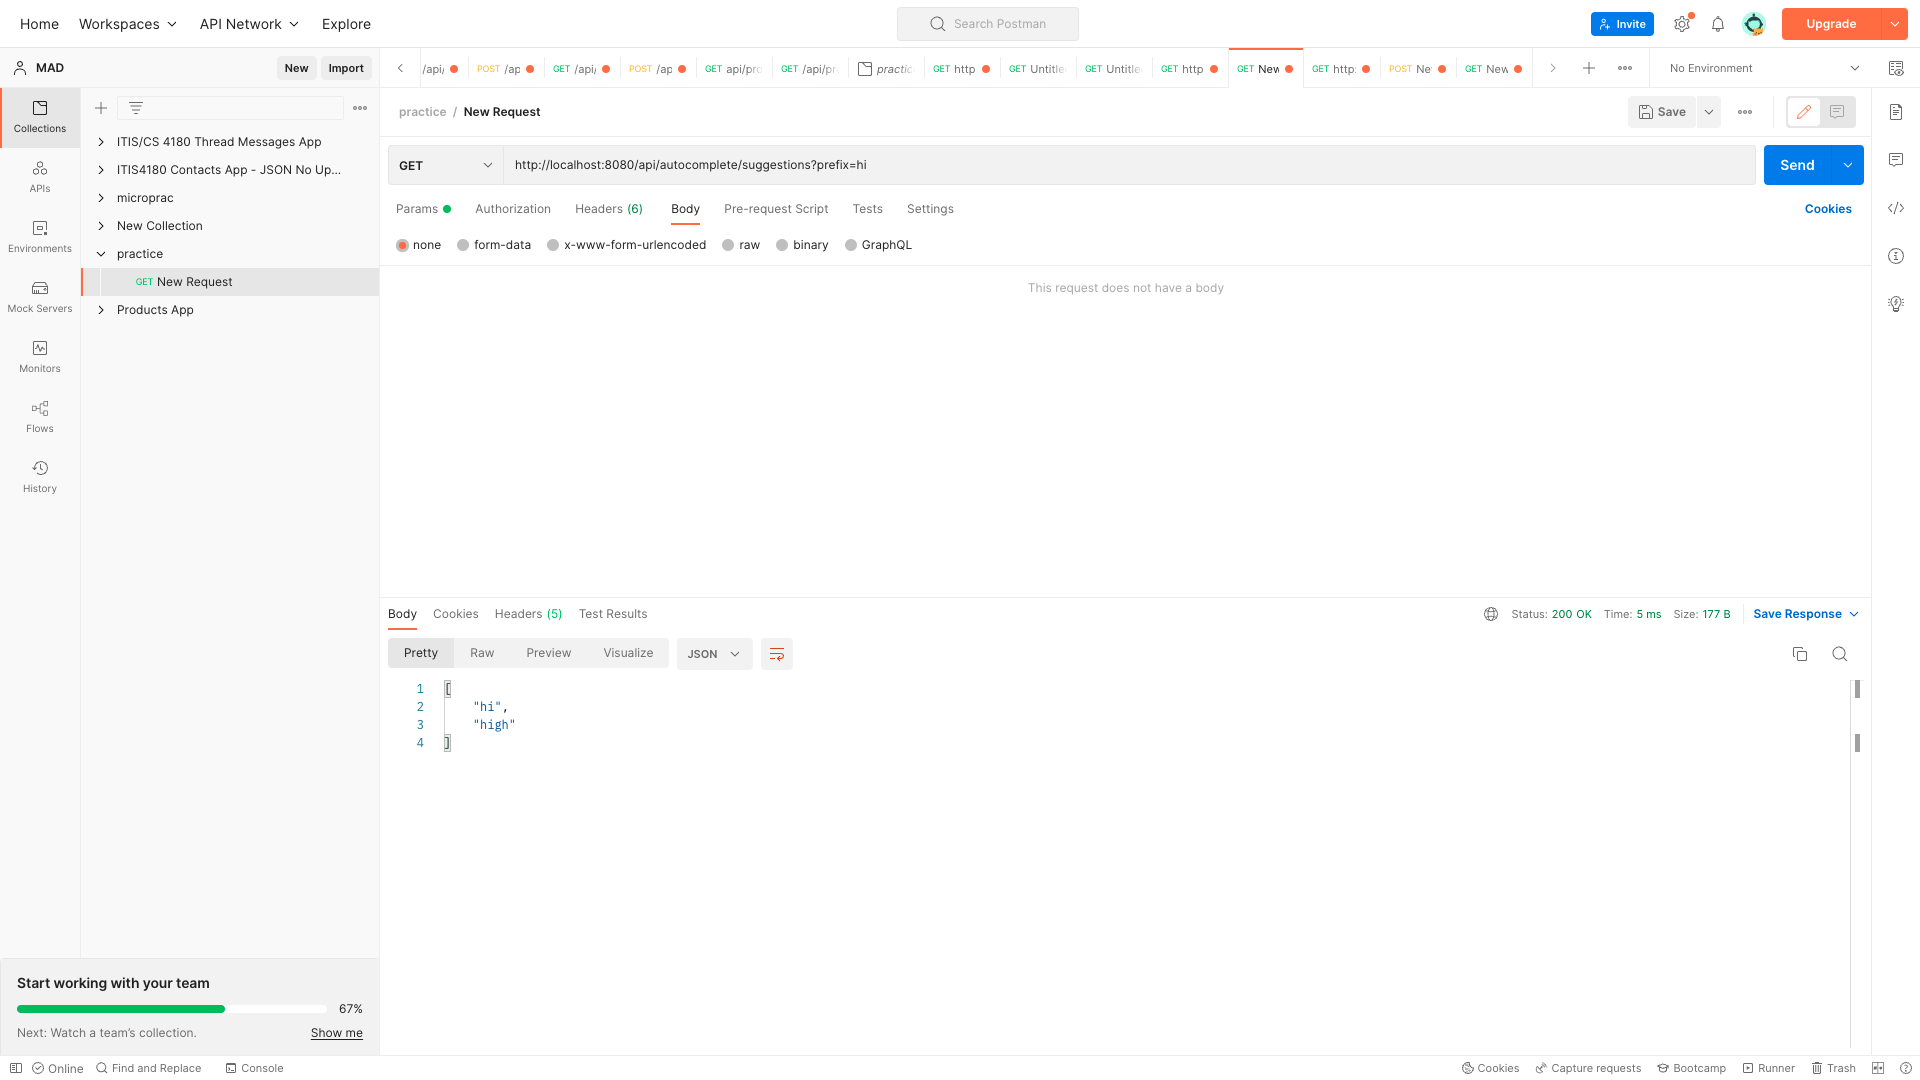 Home Workspaces API Network Explore
Search Postman
Invite
Upgrade
MAD New Import
/api/ POST /ap GET /api/ POST /ap GET api/pro GET /api/pr practic GET http GET Untitle GET Untitle GET http GET New GET http: POST Ne GET New
No Environment
Collections
APIs
Environments
Mock Servers
Monitors
Flows
History
ITIS/CS 4180 Thread Messages App
ITIS4180 Contacts App - JSON No Up...
microprac
New Collection
practice
GET New Request
Products App
practice / New Request
Save
GET http://localhost:8080/api/autocomplete/suggestions?prefix=hi Send
Params Authorization Headers (6) Body Pre-request Script Tests Settings Cookies
none form-data x-www-form-urlencoded raw binary GraphQL
This request does not have a body
Body Cookies Headers (5) Test Results Status: 200 OK Time: 5 ms Size: 177 B Save Response
Pretty Raw Preview Visualize JSON
1 [
2 "hi",
3 "high"
4 ]
Start working with your team
67%
Next: Watch a team's collection. Show me
Online Find and Replace Console Cookies Capture requests Bootcamp Runner Trash